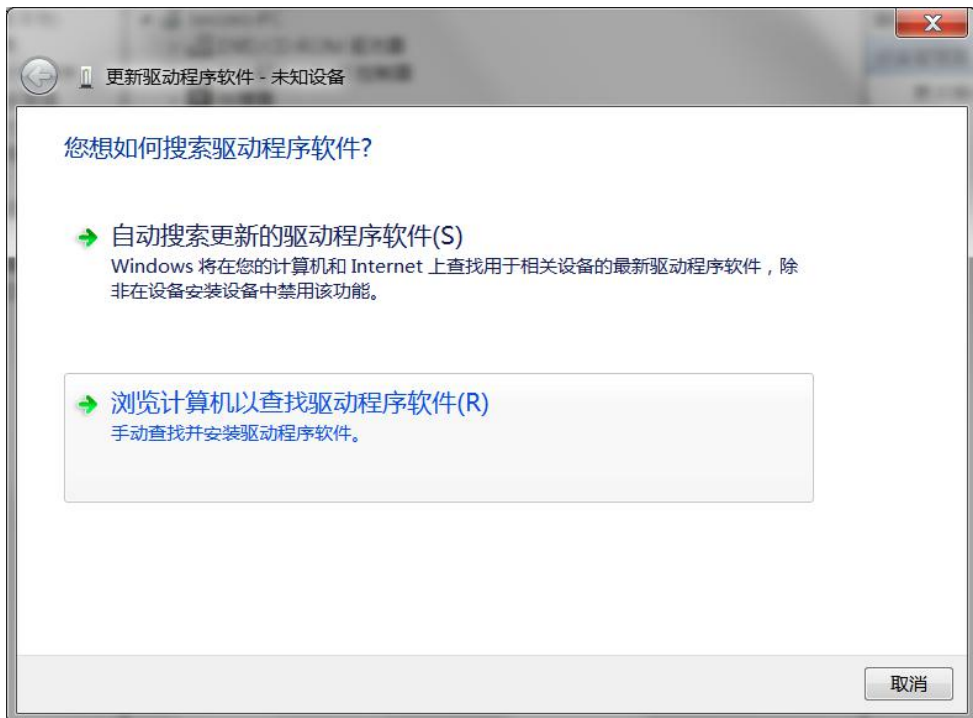 更新驱动程序软件 - 未知设备
您想如何搜索驱动程序软件?
自动搜索更新的驱动程序软件(S)
Windows 将在您的计算机和 Internet 上查找用于相关设备的最新驱动程序软件，除
非在设备安装设备中禁用该功能。
浏览计算机以查找驱动程序软件(R)
手动查找并安装驱动程序软件。
取消